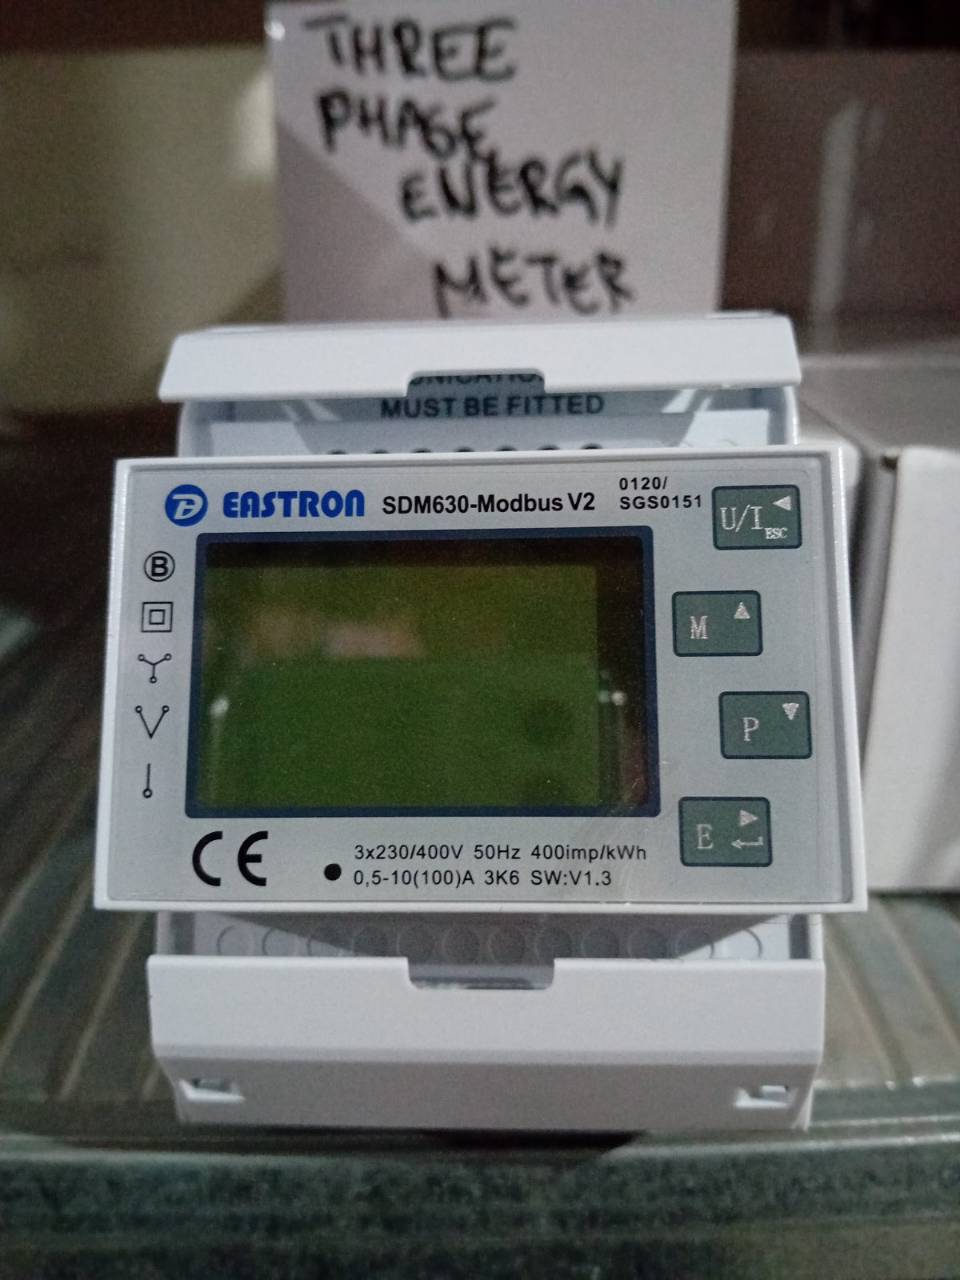 THREE
PHASE
ENERGY
METER
MUST BE FITTED
EASTRON SDM630-Modbus V2
0120/
SGS0151
U/I
ESC
M
P
E
B
CE
3x230/400V 50Hz 400imp/kWh
0,5-10(100)A 3K6 SW:V1.3